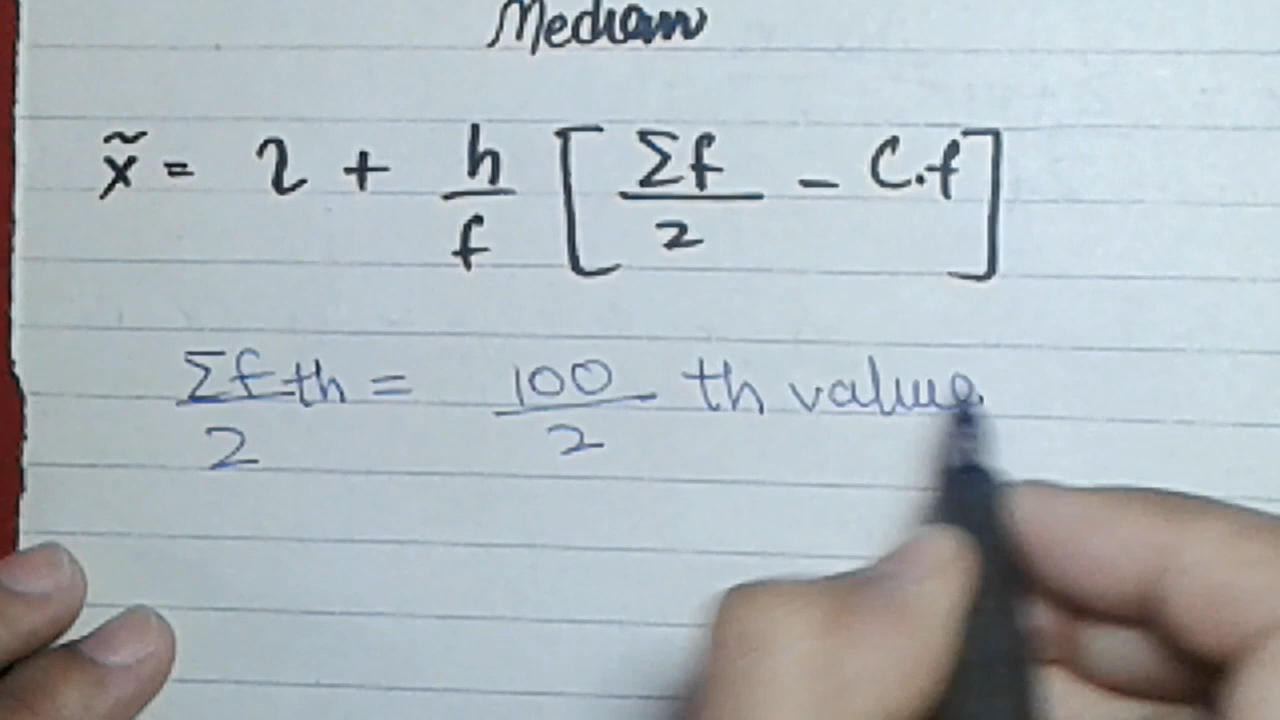 Median
x̃ = l + h/f [Σf/2 - C.f]
Σf/2 th = 100/2 th value